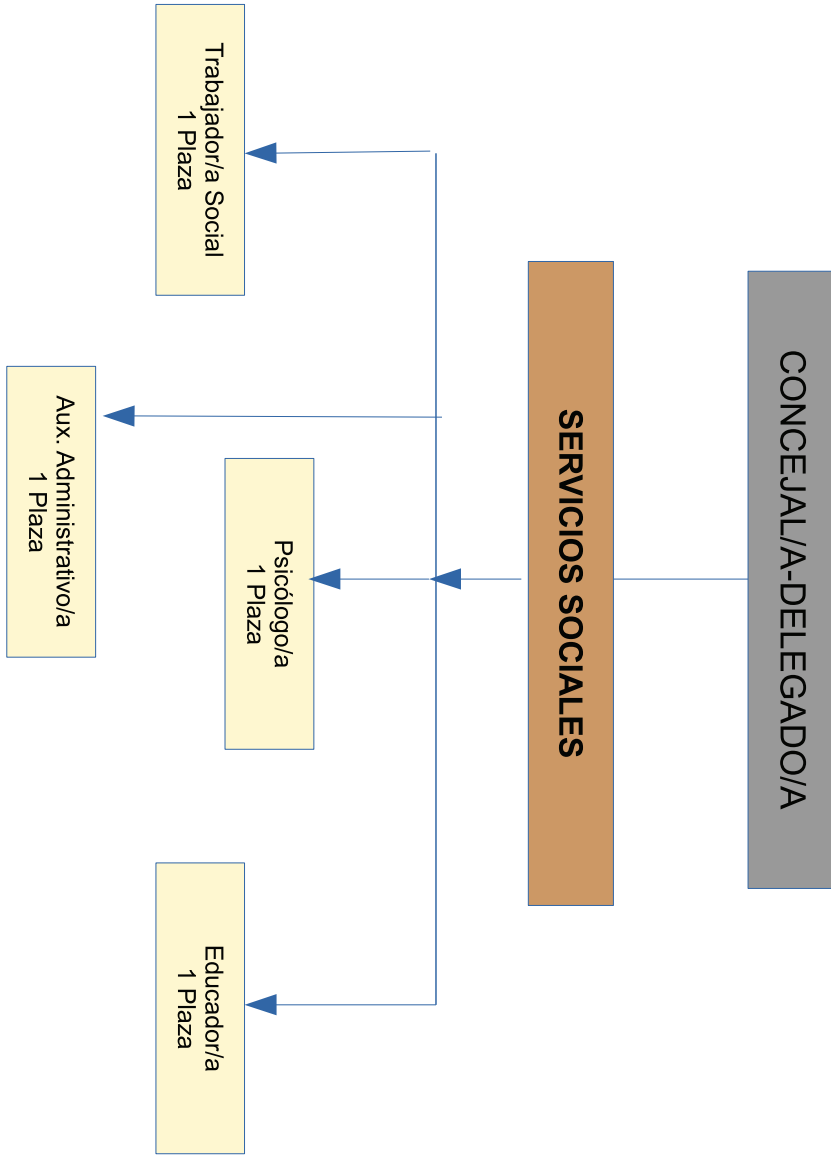 CONCEJAL/A-DELEGADO/A
SERVICIOS SOCIALES
Trabajador/a Social
1 Plaza
Aux. Administrativo/a
1 Plaza
Psicólogo/a
1 Plaza
Educador/a
1 Plaza